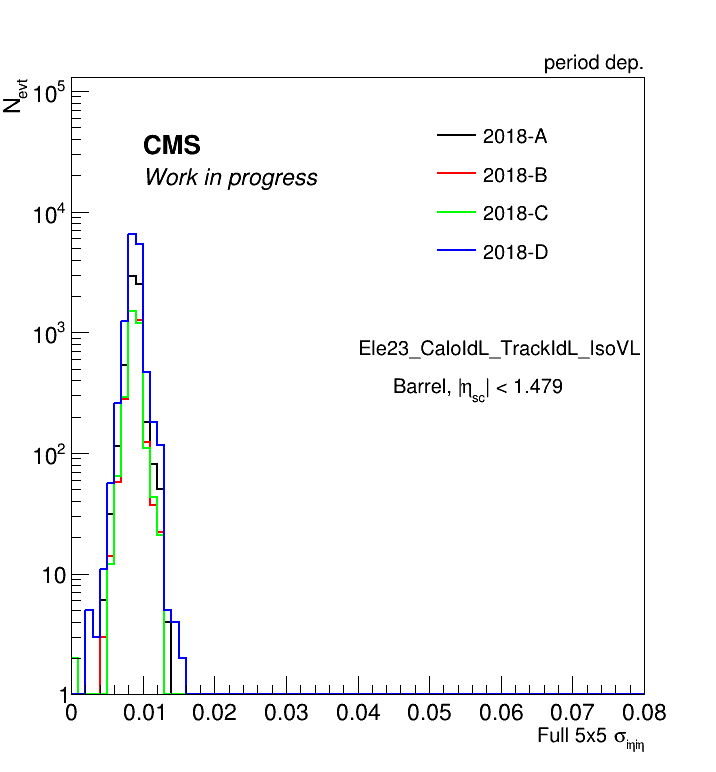 period dep.
N_evt
10^5
10^4
10^3
10^2
10
1
CMS
Work in progress
2018-A
2018-B
2018-C
2018-D
Ele23_CaloIdL_TrackIdL_IsoVL
Barrel, |η_sc| < 1.479
0 0.01 0.02 0.03 0.04 0.05 0.06 0.07 0.08
Full 5x5 σ_iηiη